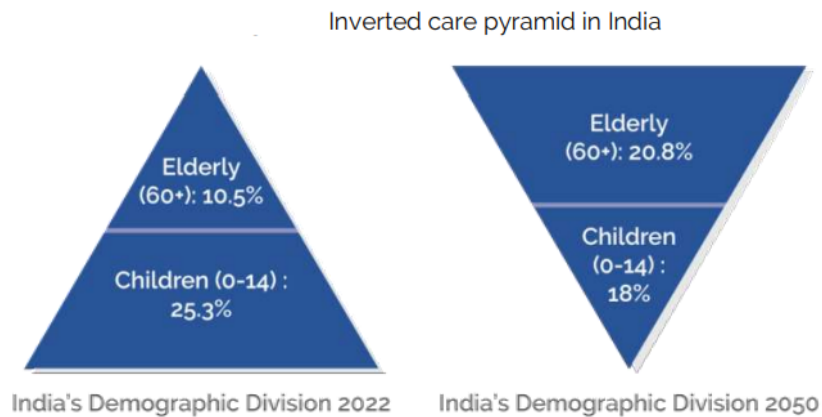 Inverted care pyramid in India
Elderly
(60+): 10.5%
Children (0-14) :
25.3%
India's Demographic Division 2022
Elderly
(60+): 20.8%
Children
(0-14) :
18%
India's Demographic Division 2050